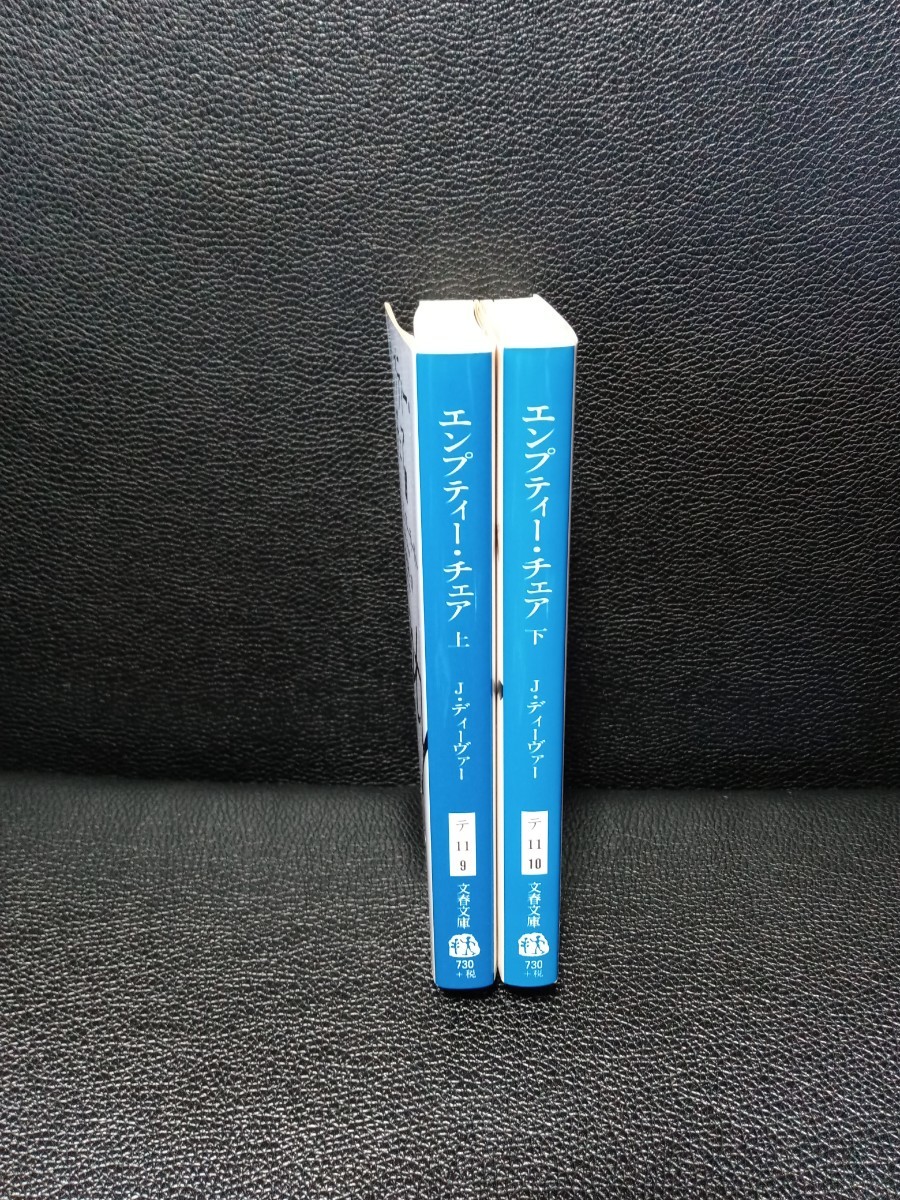 エンプティー・チェア 上
J・ディーヴァー
テ
11
9
文春文庫
730
+税
エンプティー・チェア 下
J・ディーヴァー
テ
11
10
文春文庫
730
+税